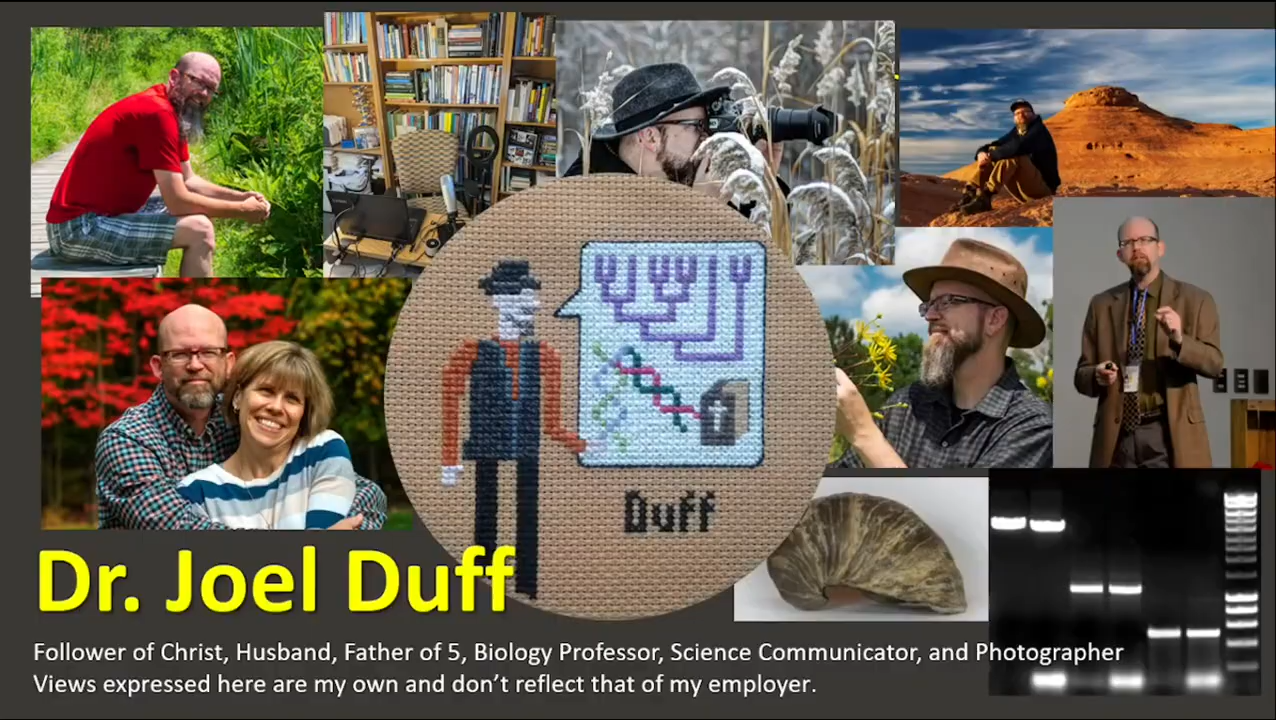 Duff
Dr. Joel Duff
Follower of Christ, Husband, Father of 5, Biology Professor, Science Communicator, and Photographer
Views expressed here are my own and don't reflect that of my employer.